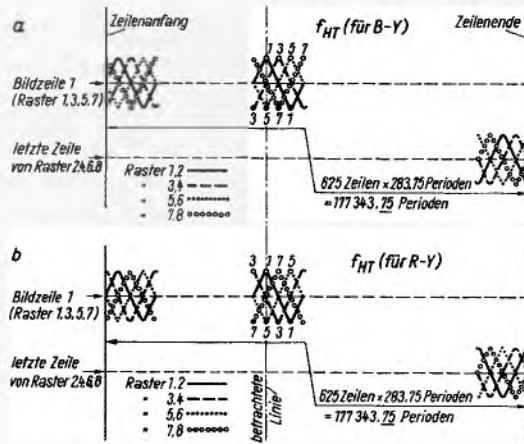 a
Zeilenanfang
f_HT (für B-Y)
Zeilenende
1 3 5 7
Bildzeile 1
(Raster 1,3,5,7)
3 5 7 1
letzte Zeile
von Raster 2,4,6,8
Raster 1,2
" 3,4
" 5,6
" 7,8
625 Zeilen × 283.75 Perioden
= 177 343.75 Perioden
b
f_HT (für R-Y)
3 1 7 5
Bildzeile 1
(Raster 1,3,5,7)
7 5 3 1
letzte Zeile
von Raster 2,4,6,8
Raster 1,2
" 3,4
" 5,6
" 7,8
betrachtete
Linie
625 Zeilen × 283.75 Perioden
= 177 343.75 Perioden